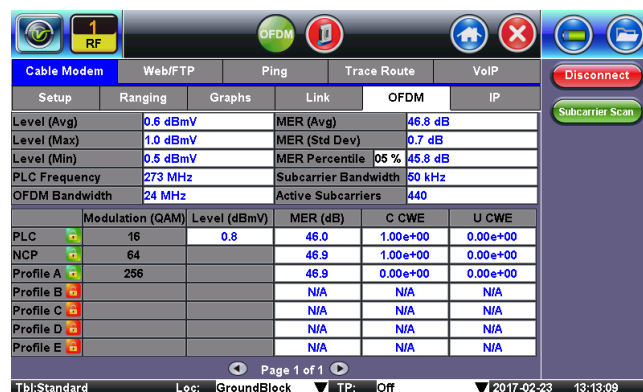 1
RF
OFDM
Cable Modem Web/FTP Ping Trace Route VoIP
Disconnect
Setup Ranging Graphs Link OFDM IP
Subcarrier Scan
Level (Avg) 0.6 dBmV MER (Avg) 46.8 dB
Level (Max) 1.0 dBmV MER (Std Dev) 0.7 dB
Level (Min) 0.5 dBmV MER Percentile 05 % 45.8 dB
PLC Frequency 273 MHz Subcarrier Bandwidth 50 kHz
OFDM Bandwidth 24 MHz Active Subcarriers 440
Modulation (QAM) Level (dBmV) MER (dB) C CWE U CWE
PLC 16 0.8 46.0 1.00e+00 0.00e+00
NCP 64 46.9 1.00e+00 0.00e+00
Profile A 256 46.9 0.00e+00 0.00e+00
Profile B N/A N/A N/A
Profile C N/A N/A N/A
Profile D N/A N/A N/A
Profile E N/A N/A N/A
Page 1 of 1
Tbl:Standard Loc: GroundBlock TP: Off 2017-02-23 13:13:09